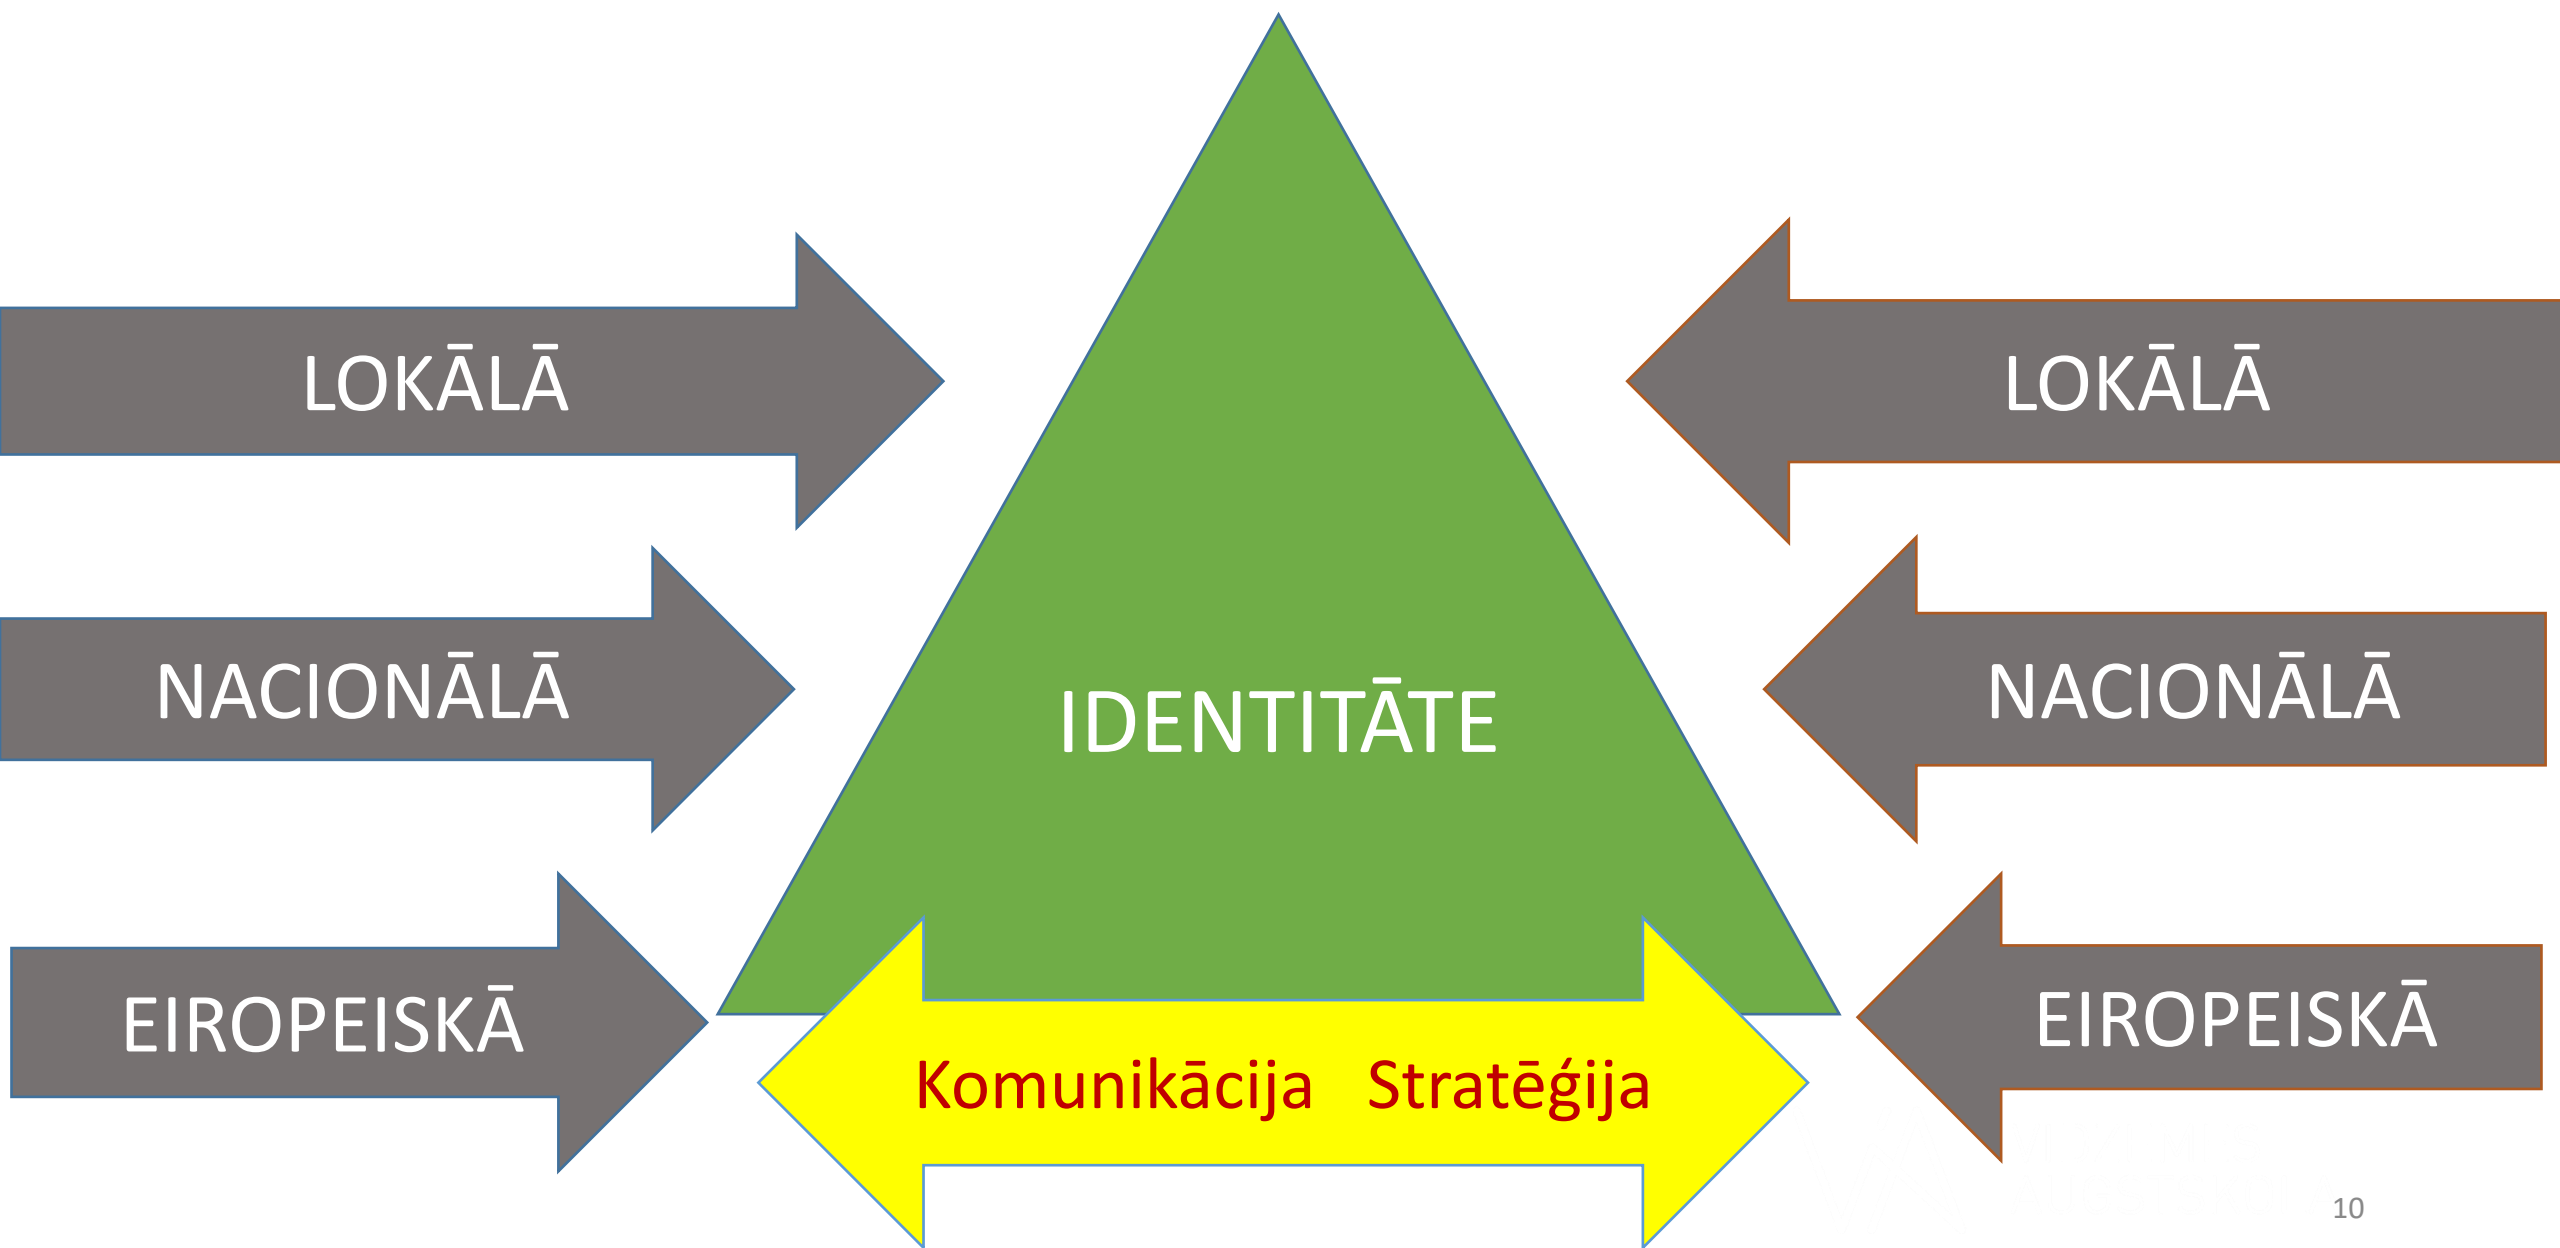 LOKĀLĀ
LOKĀLĀ
NACIONĀLĀ
IDENTITĀTE
NACIONĀLĀ
EIROPEISKĀ
EIROPEISKĀ
Komunikācija Stratēģija
10